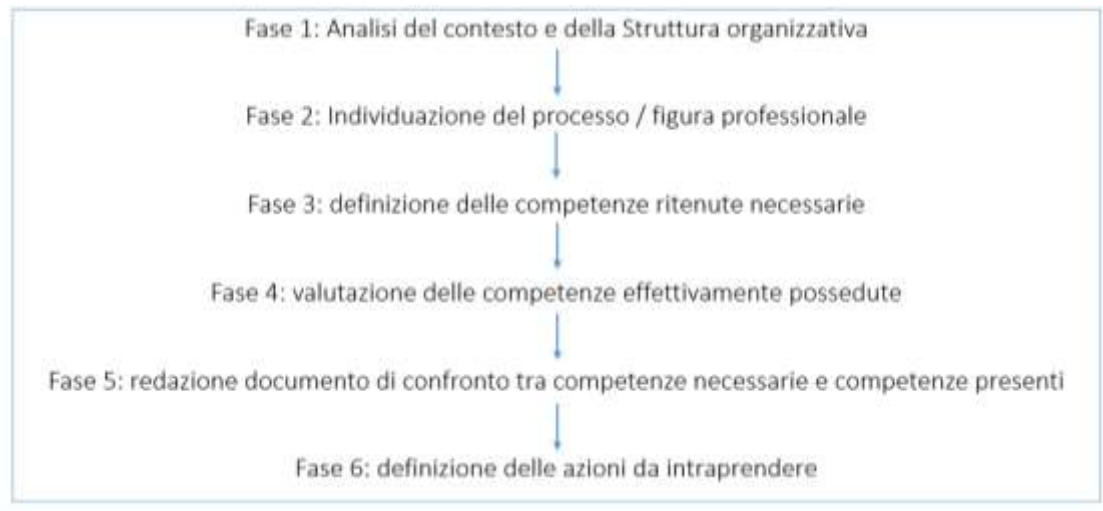 Fase 1: Analisi del contesto e della Struttura organizzativa
Fase 2: Individuazione del processo / figura professionale
Fase 3: definizione delle competenze ritenute necessarie
Fase 4: valutazione delle competenze effettivamente possedute
Fase 5: redazione documento di confronto tra competenze necessarie e competenze presenti
Fase 6: definizione delle azioni da intraprendere